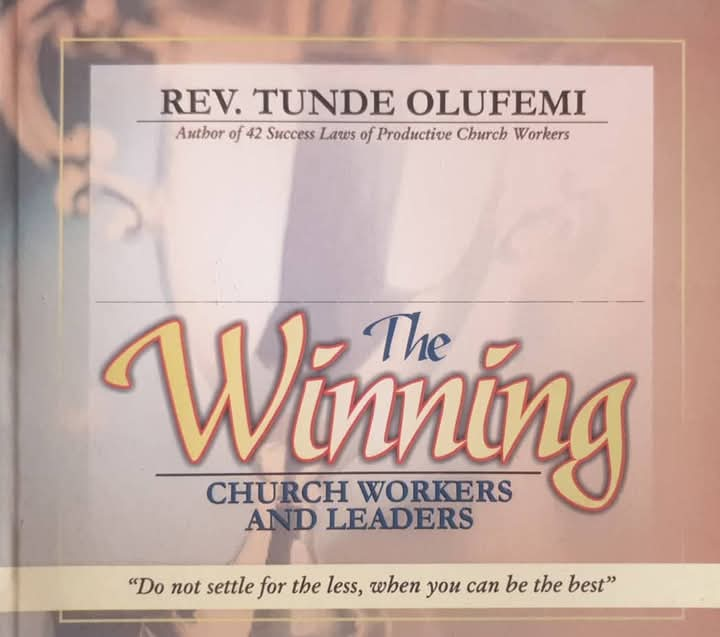 REV. TUNDE OLUFEMI
Author of 42 Success Laws of Productive Church Workers
The
Winning
CHURCH WORKERS
AND LEADERS
“Do not settle for the less, when you can be the best”